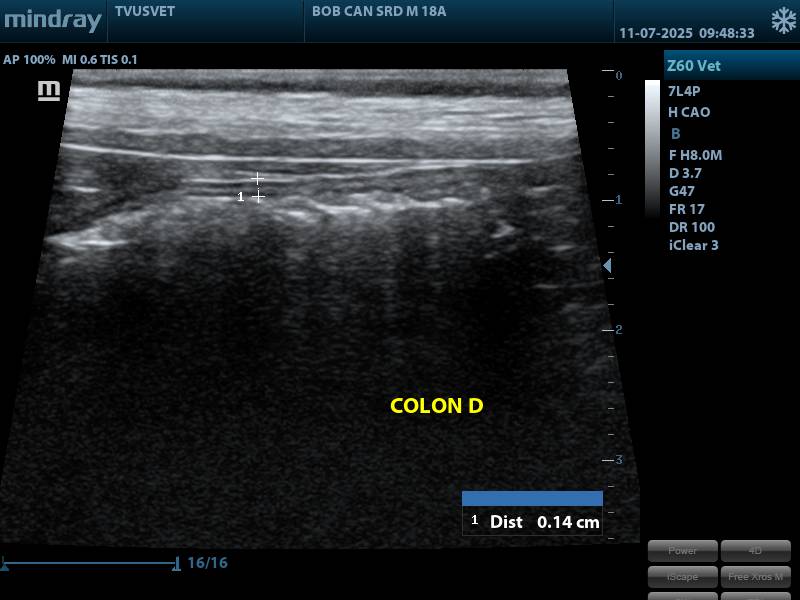 mindray
TVUSVET
BOB CAN SRD M 18A
11-07-2025 09:48:33
AP 100% MI 0.6 TIS 0.1
m
Z60 Vet
7L4P
H CAO
B
F H8.0M
D 3.7
G47
FR 17
DR 100
iClear 3
0
1
1
2
3
COLON D
1 Dist 0.14 cm
16/16
Power
4D
iScape
Free Xros M